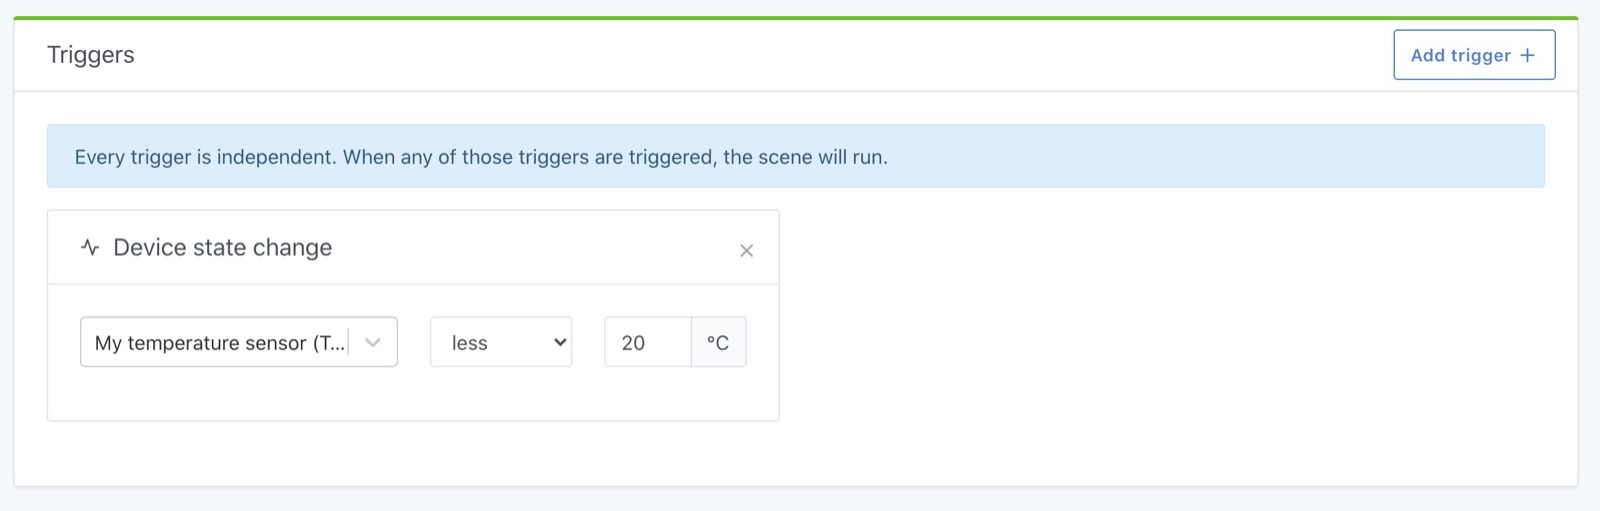 Triggers
Add trigger +
Every trigger is independent. When any of those triggers are triggered, the scene will run.
Device state change
My temperature sensor (T...
less
20
°C